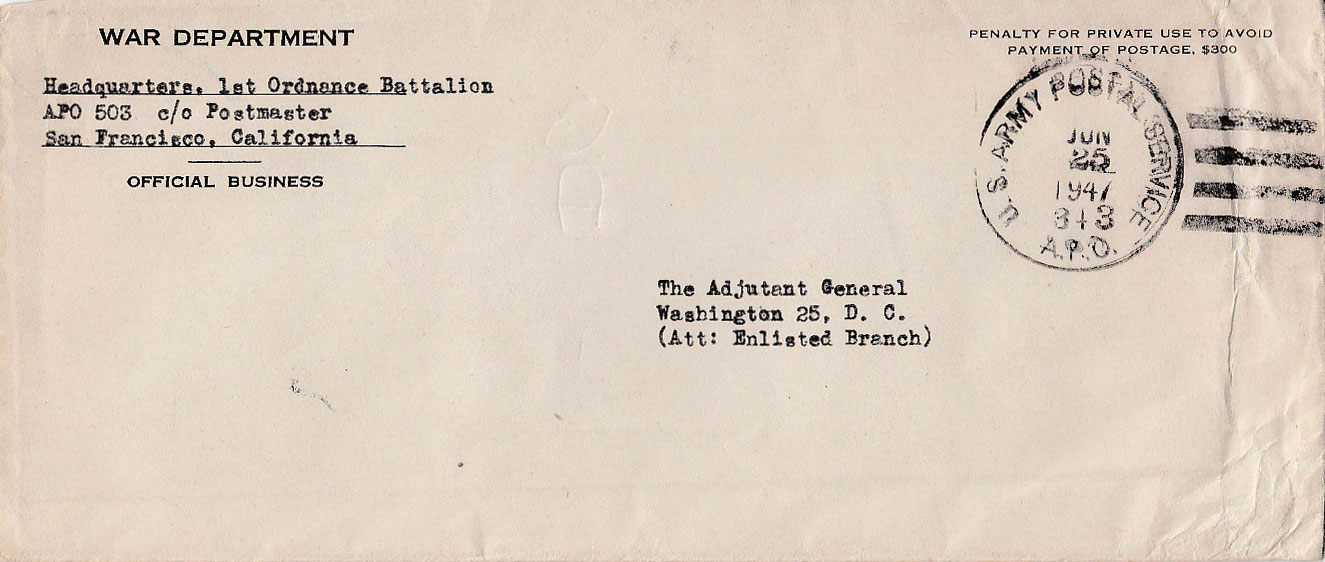 WAR DEPARTMENT
Headquarters, 1st Ordnance Battalion
APO 503 c/o Postmaster
San Francisco, California
OFFICIAL BUSINESS
PENALTY FOR PRIVATE USE TO AVOID
PAYMENT OF POSTAGE, $300
U.S. ARMY POSTAL SERVICE
JUN
25
1947
343
A.P.O.
The Adjutant General
Washington 25, D. C.
(Att: Enlisted Branch)